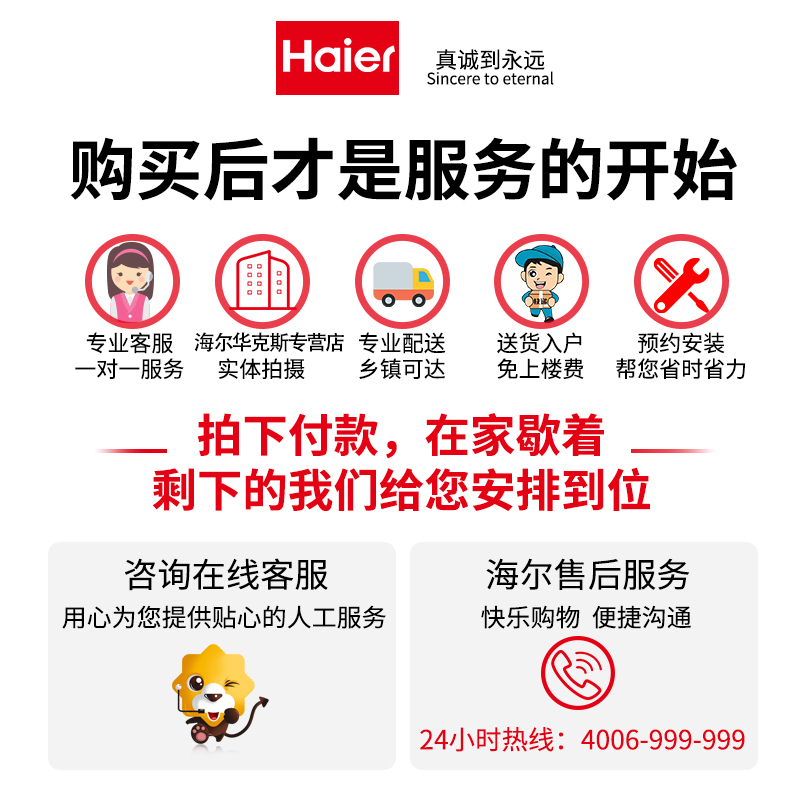 Haier
真诚到永远
Sincere to eternal
购买后才是服务的开始
专业客服
一对一服务
海尔华克斯专营店
实体拍摄
专业配送
乡镇可达
快递
送货入户
免上楼费
预约安装
帮您省时省力
拍下付款，在家歇着
剩下的我们给您安排到位
咨询在线客服
用心为您提供贴心的人工服务
海尔售后服务
快乐购物 便捷沟通
24小时热线：4006-999-999